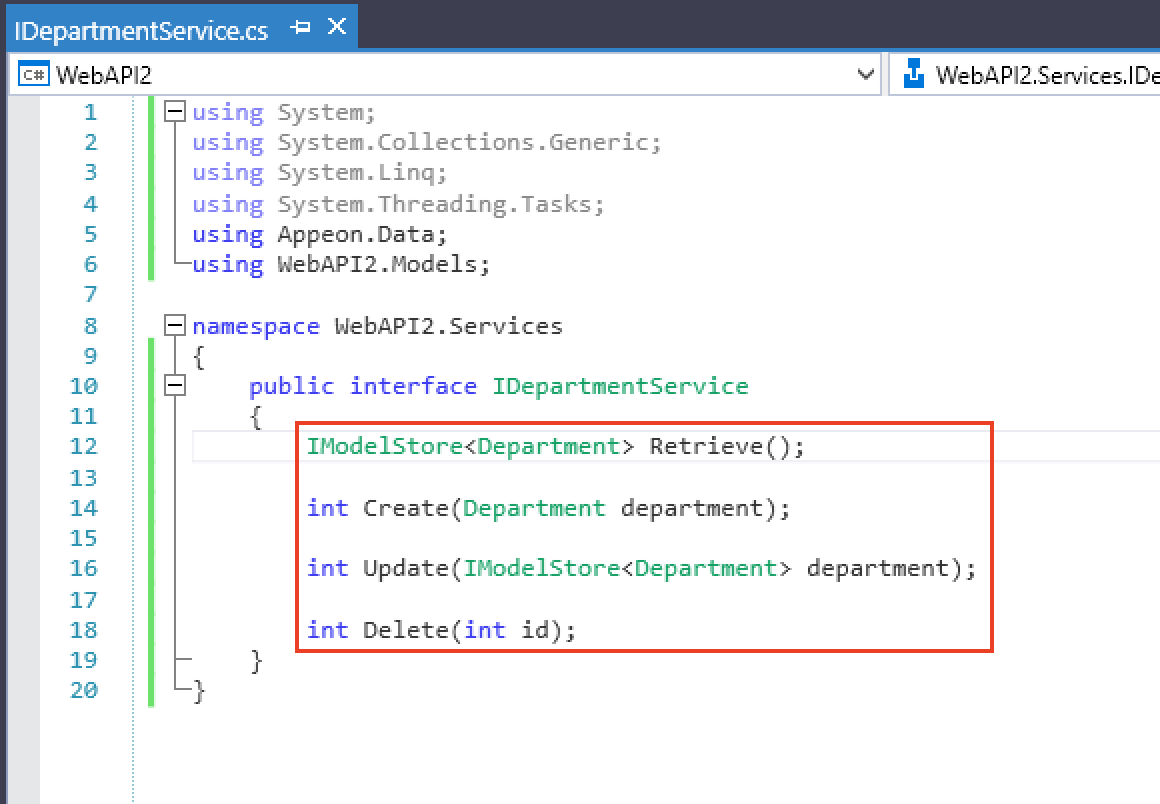 IDepartmentService.cs
C# WebAPI2
WebAPI2.Services.IDe
1 using System;
2 using System.Collections.Generic;
3 using System.Linq;
4 using System.Threading.Tasks;
5 using Appeon.Data;
6 using WebAPI2.Models;
7
8 namespace WebAPI2.Services
9 {
10 public interface IDepartmentService
11 {
12 IModelStore<Department> Retrieve();
13
14 int Create(Department department);
15
16 int Update(IModelStore<Department> department);
17
18 int Delete(int id);
19 }
20 }